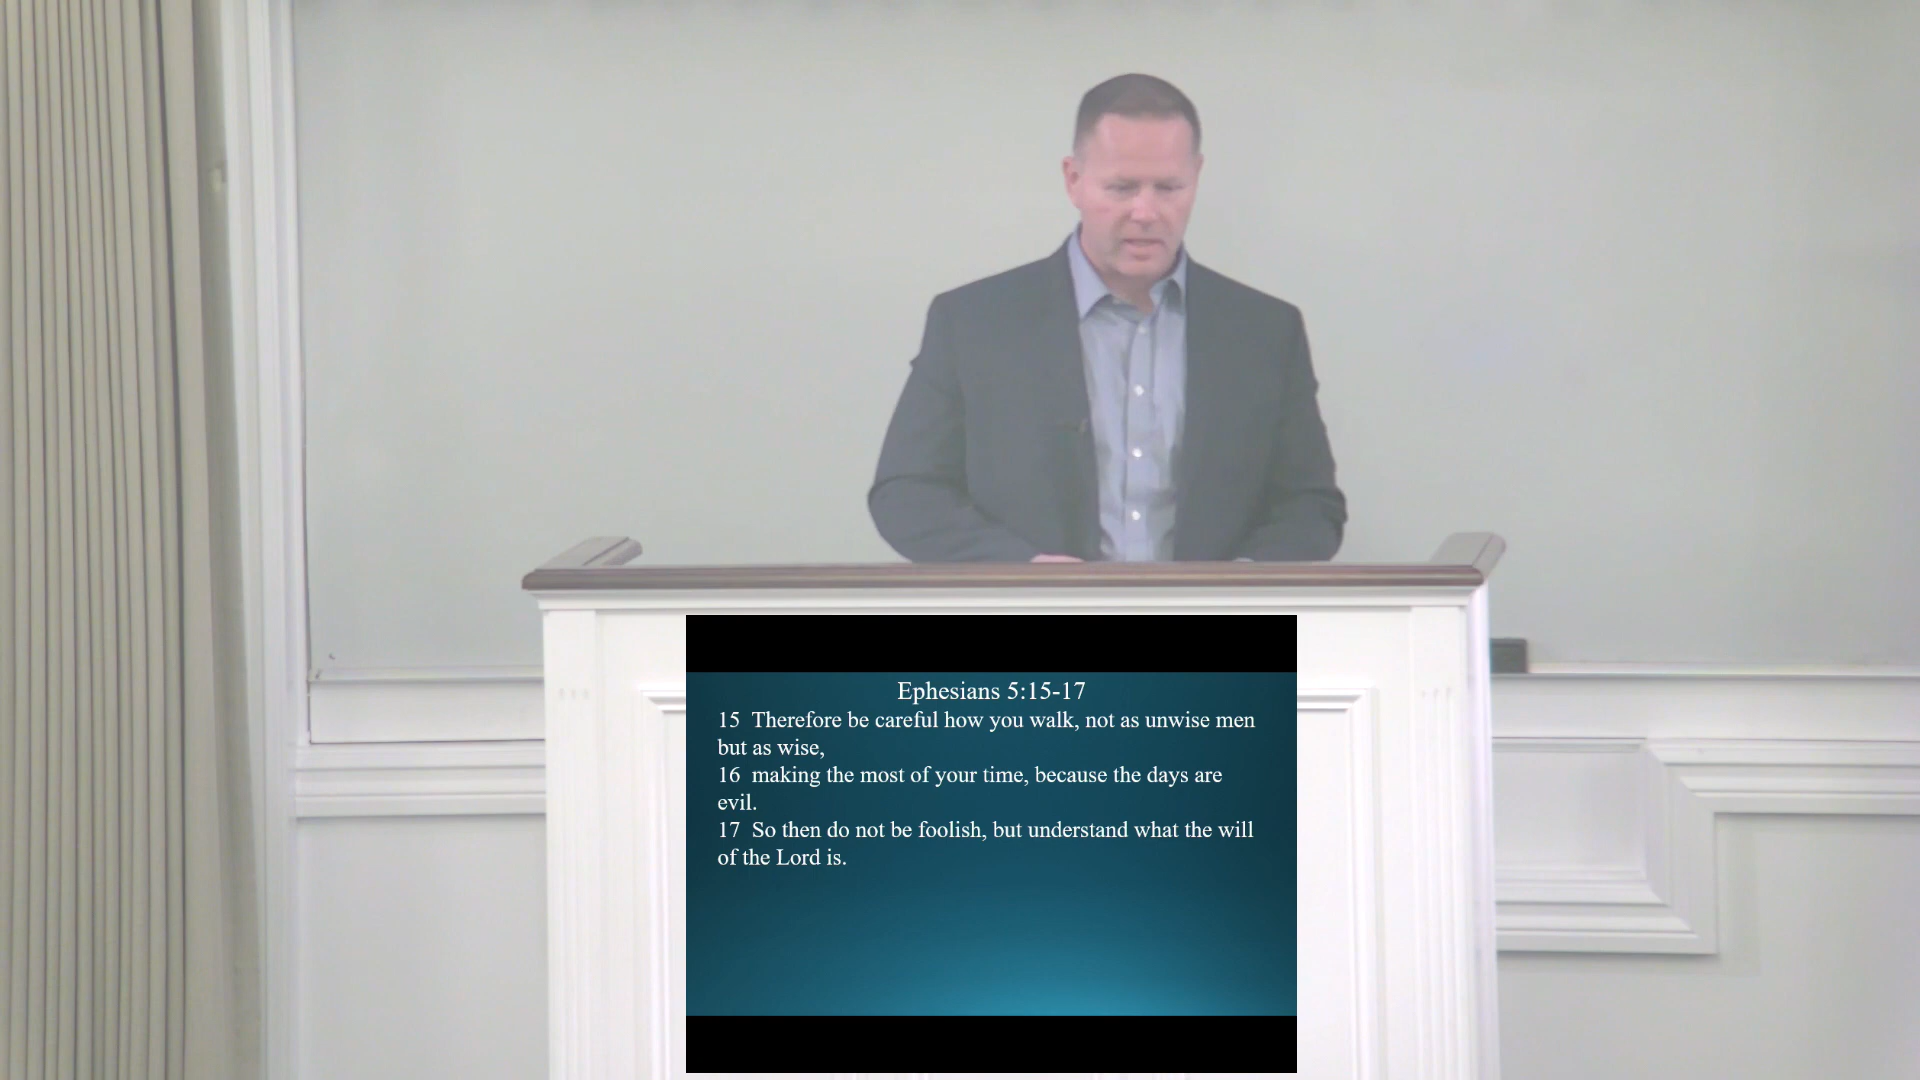 Ephesians 5:15-17
15 Therefore be careful how you walk, not as unwise men
but as wise,
16 making the most of your time, because the days are
evil.
17 So then do not be foolish, but understand what the will
of the Lord is.